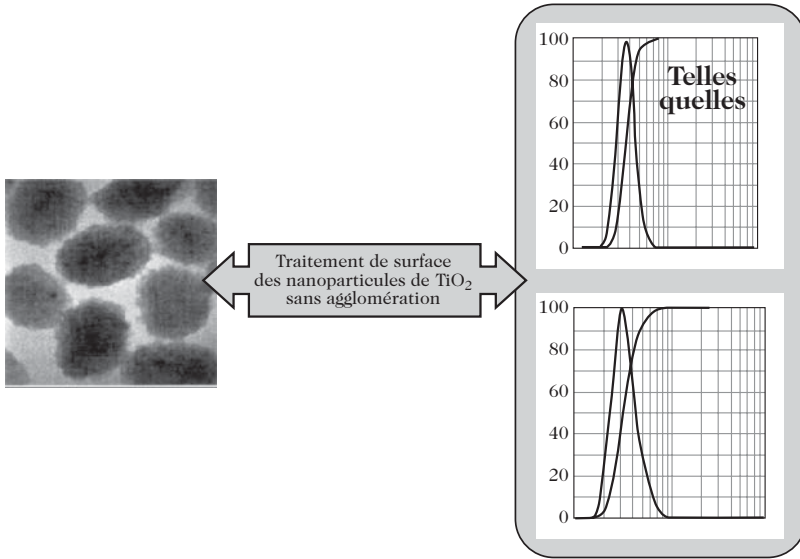 100
80
60
40
20
0
Telles
quelles
Traitement de surface
des nanoparticules de TiO₂
sans agglomération
100
80
60
40
20
0